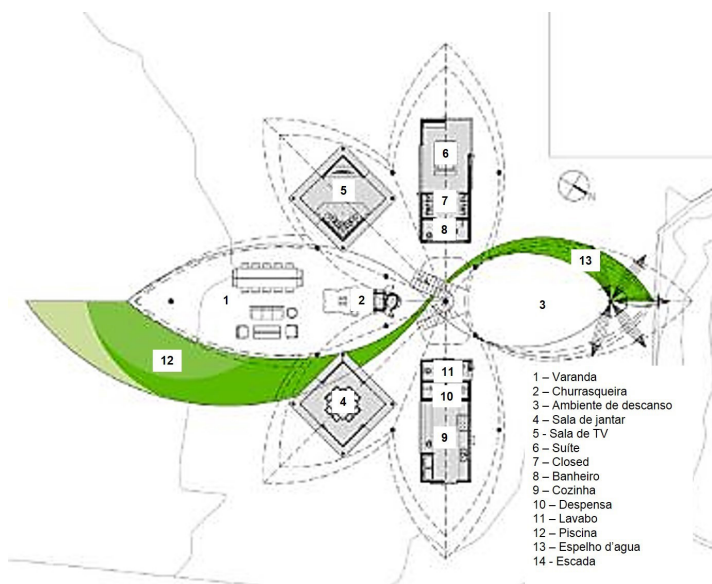 6
5
7
8
N
13
1
2
3
12
11
10
4
9
1 – Varanda
2 – Churrasqueira
3 – Ambiente de descanso
4 – Sala de jantar
5 - Sala de TV
6 – Suíte
7 – Closed
8 – Banheiro
9 – Cozinha
10 – Despensa
11 – Lavabo
12 – Piscina
13 – Espelho d'agua
14 - Escada